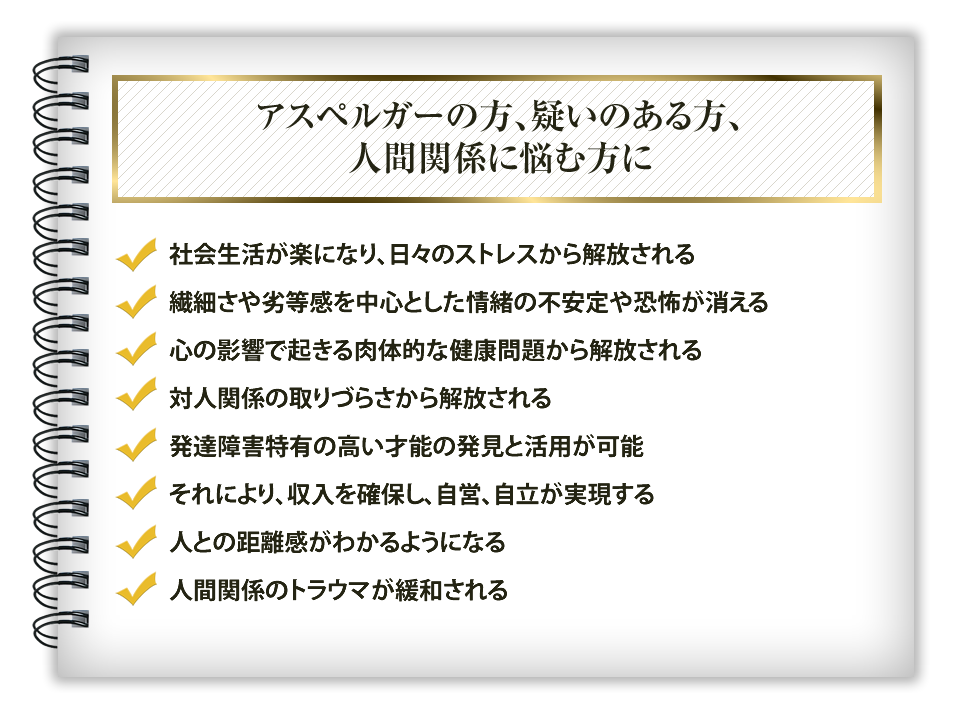 アスペルガーの方、疑いのある方、
人間関係に悩む方に
社会生活が楽になり、日々のストレスから解放される
繊細さや劣等感を中心とした情緒の不安定や恐怖が消える
心の影響で起きる肉体的な健康問題から解放される
対人関係の取りづらさから解放される
発達障害特有の高い才能の発見と活用が可能
それにより、収入を確保し、自営、自立が実現する
人との距離感がわかるようになる
人間関係のトラウマが緩和される